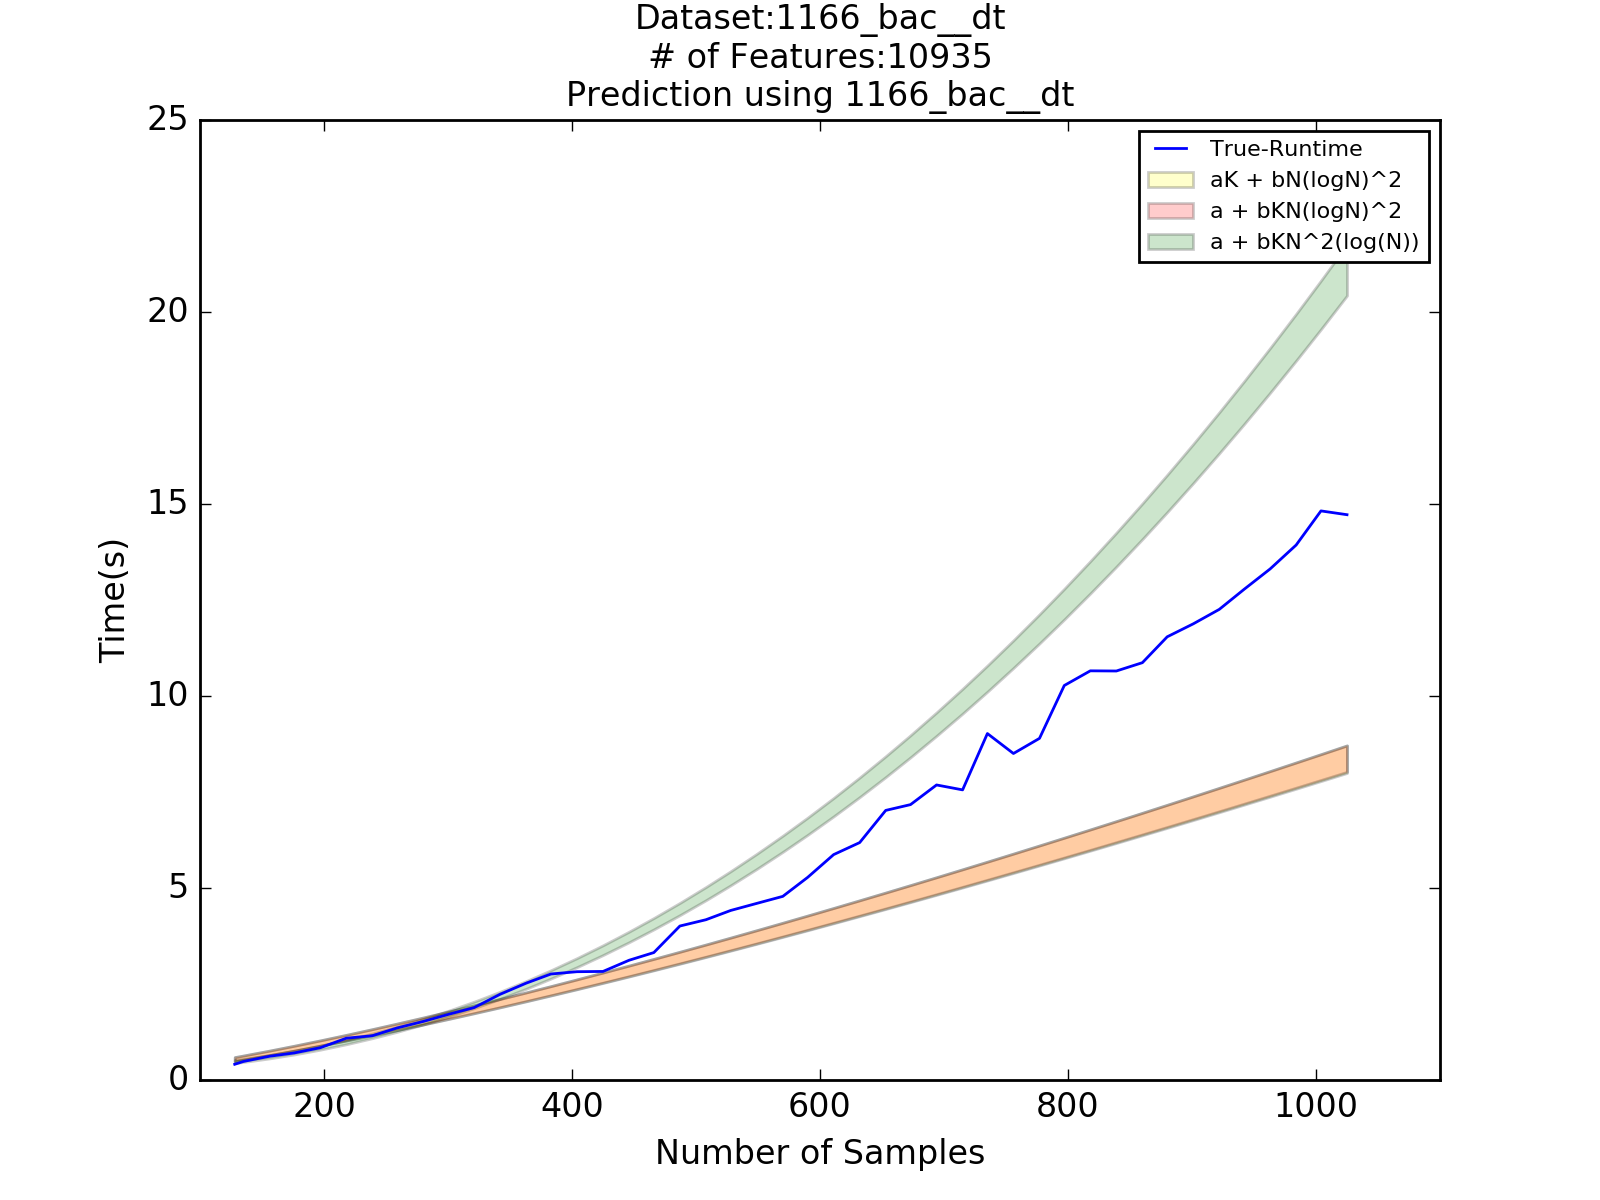 Dataset:1166_bac__dt
# of Features:10935
Prediction using 1166_bac__dt
25
20
15
10
5
0
Time(s)
True-Runtime
aK + bN(logN)^2
a + bKN(logN)^2
a + bKN^2(log(N))
200
400
600
800
1000
Number of Samples